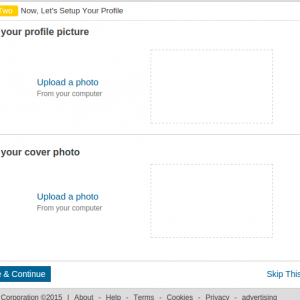 Two Now, Let's Setup Your Profile
your profile picture
Upload a photo
From your computer
your cover photo
Upload a photo
From your computer
& Continue
Skip This
Corporation ©2015 | About - Help - Terms - Cookies - Privacy - advertising